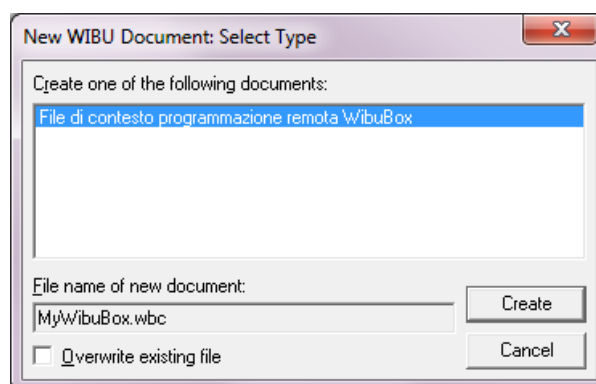 New WIBU Document: Select Type
Create one of the following documents:
File di contesto programmazione remota WibuBox
File name of new document:
MyWibuBox.wbc
Create
Overwrite existing file
Cancel